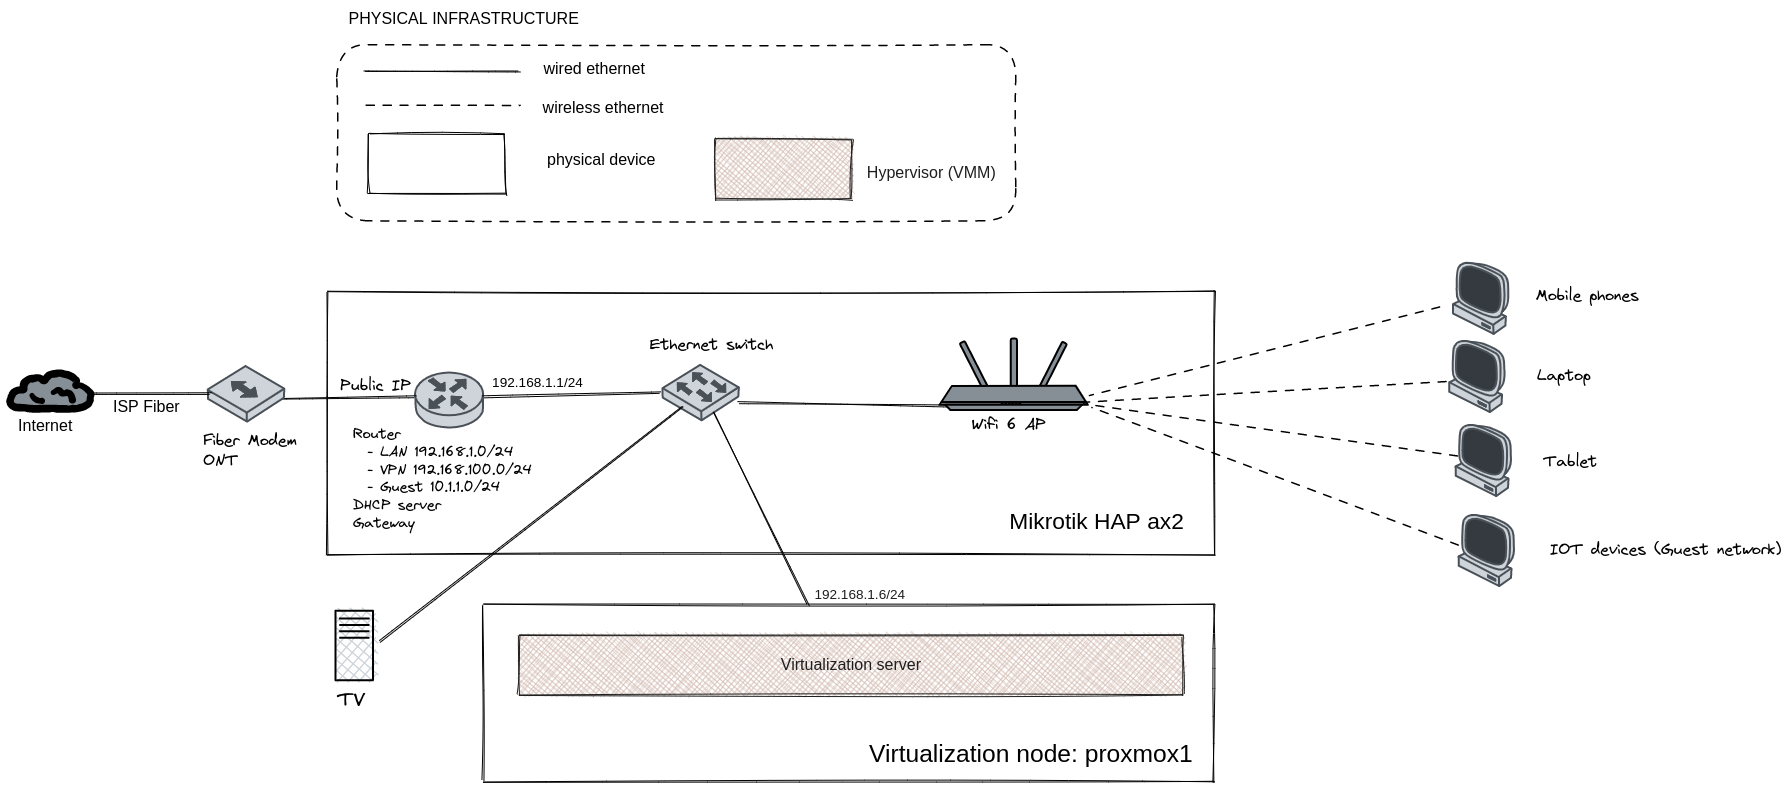 PHYSICAL INFRASTRUCTURE
wired ethernet
wireless ethernet
physical device
Hypervisor (VMM)
Internet
ISP Fiber
Fiber Modem
ONT
Public IP
192.168.1.1/24
Router
- LAN 192.168.1.0/24
- VPN 192.168.100.0/24
- Guest 10.1.1.0/24
DHCP server
Gateway
Ethernet switch
Wifi 6 AP
Mikrotik HAP ax2
Mobile phones
Laptop
Tablet
IOT devices (Guest network)
TV
192.168.1.6/24
Virtualization server
Virtualization node: proxmox1